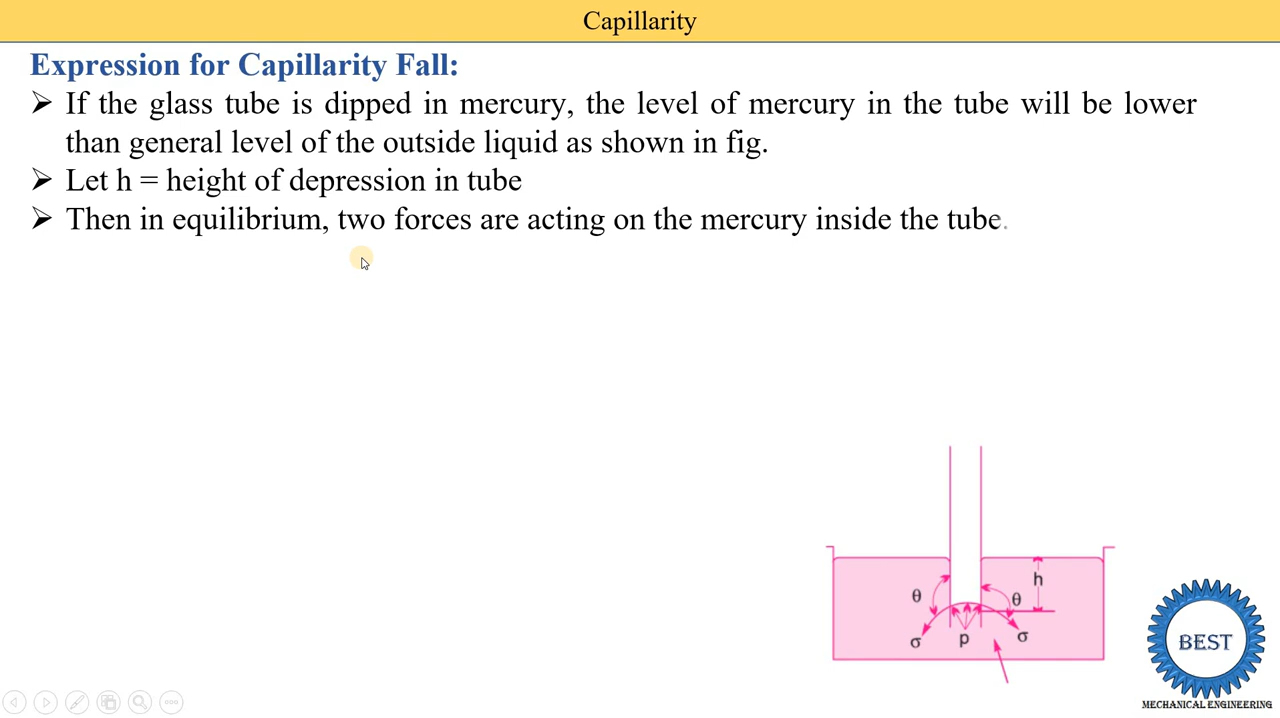 Capillarity
Expression for Capillarity Fall:
➢ If the glass tube is dipped in mercury, the level of mercury in the tube will be lower
than general level of the outside liquid as shown in fig.
➢ Let h = height of depression in tube
➢ Then in equilibrium, two forces are acting on the mercury inside the tube.
h
θ
θ
σ
p
σ
BEST
MECHANICAL ENGINEERING